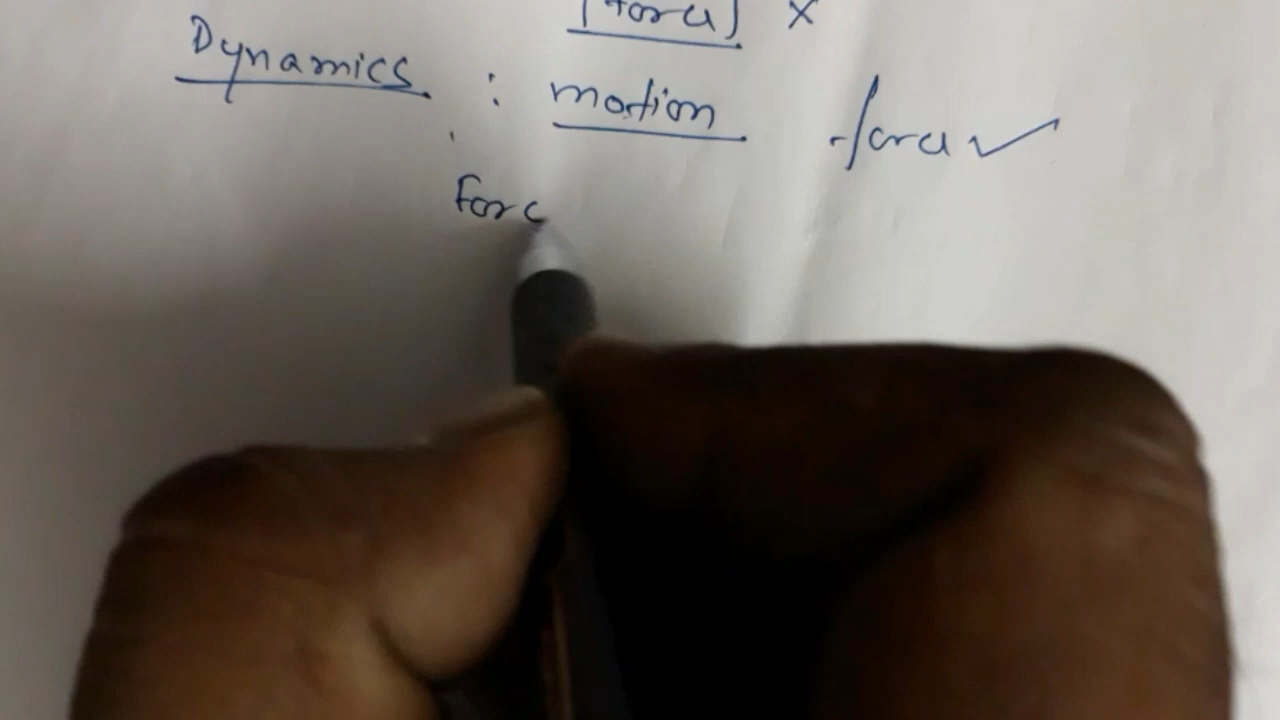 [force] ×
Dynamics : motion force ✓
Forc